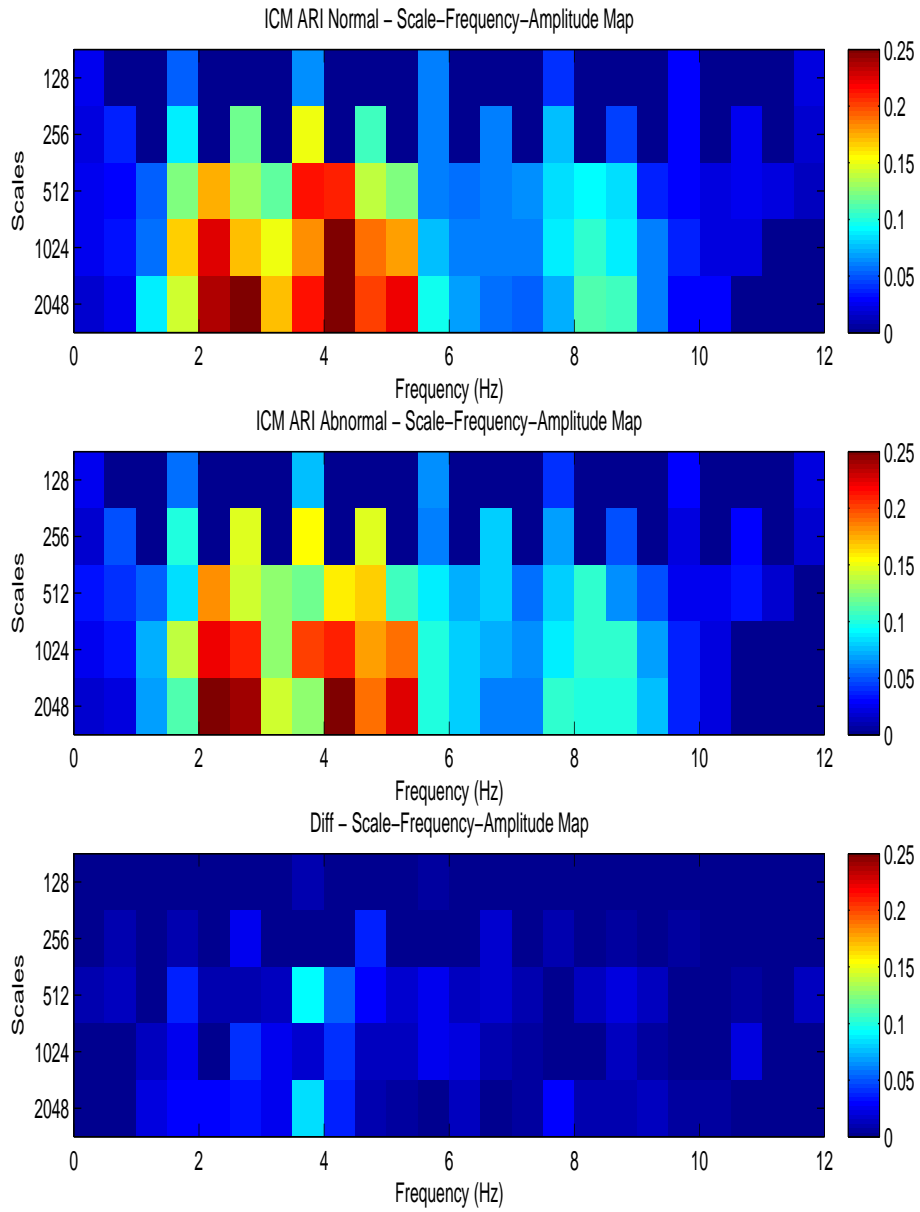 ICM ARI Normal − Scale−Frequency−Amplitude Map
Scales
128
256
512
1024
2048
0 2 4 6 8 10 12
Frequency (Hz)
0.25
0.2
0.15
0.1
0.05
0
ICM ARI Abnormal − Scale−Frequency−Amplitude Map
Scales
128
256
512
1024
2048
0 2 4 6 8 10 12
Frequency (Hz)
0.25
0.2
0.15
0.1
0.05
0
Diff − Scale−Frequency−Amplitude Map
Scales
128
256
512
1024
2048
0 2 4 6 8 10 12
Frequency (Hz)
0.25
0.2
0.15
0.1
0.05
0